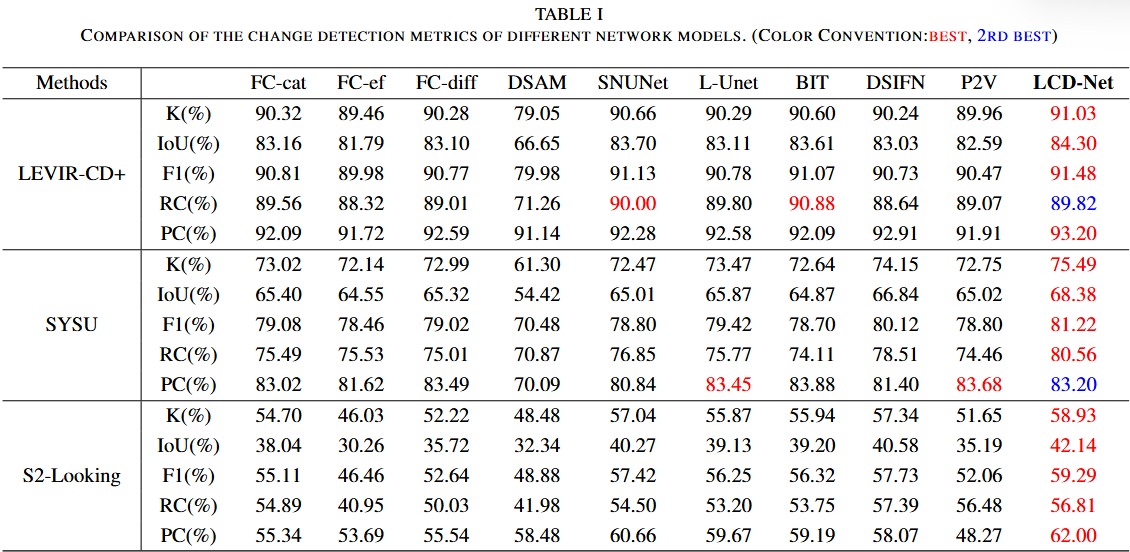 TABLE I
COMPARISON OF THE CHANGE DETECTION METRICS OF DIFFERENT NETWORK MODELS. (COLOR CONVENTION:BEST, 2RD BEST)
Methods FC-cat FC-ef FC-diff DSAM SNUNet L-Unet BIT DSIFN P2V LCD-Net
K(%) 90.32 89.46 90.28 79.05 90.66 90.29 90.60 90.24 89.96 91.03
IoU(%) 83.16 81.79 83.10 66.65 83.70 83.11 83.61 83.03 82.59 84.30
LEVIR-CD+ F1(%) 90.81 89.98 90.77 79.98 91.13 90.78 91.07 90.73 90.47 91.48
RC(%) 89.56 88.32 89.01 71.26 90.00 89.80 90.88 88.64 89.07 89.82
PC(%) 92.09 91.72 92.59 91.14 92.28 92.58 92.09 92.91 91.91 93.20
K(%) 73.02 72.14 72.99 61.30 72.47 73.47 72.64 74.15 72.75 75.49
IoU(%) 65.40 64.55 65.32 54.42 65.01 65.87 64.87 66.84 65.02 68.38
SYSU F1(%) 79.08 78.46 79.02 70.48 78.80 79.42 78.70 80.12 78.80 81.22
RC(%) 75.49 75.53 75.01 70.87 76.85 75.77 74.11 78.51 74.46 80.56
PC(%) 83.02 81.62 83.49 70.09 80.84 83.45 83.88 81.40 83.68 83.20
K(%) 54.70 46.03 52.22 48.48 57.04 55.87 55.94 57.34 51.65 58.93
IoU(%) 38.04 30.26 35.72 32.34 40.27 39.13 39.20 40.58 35.19 42.14
S2-Looking F1(%) 55.11 46.46 52.64 48.88 57.42 56.25 56.32 57.73 52.06 59.29
RC(%) 54.89 40.95 50.03 41.98 54.50 53.20 53.75 57.39 56.48 56.81
PC(%) 55.34 53.69 55.54 58.48 60.66 59.67 59.19 58.07 48.27 62.00